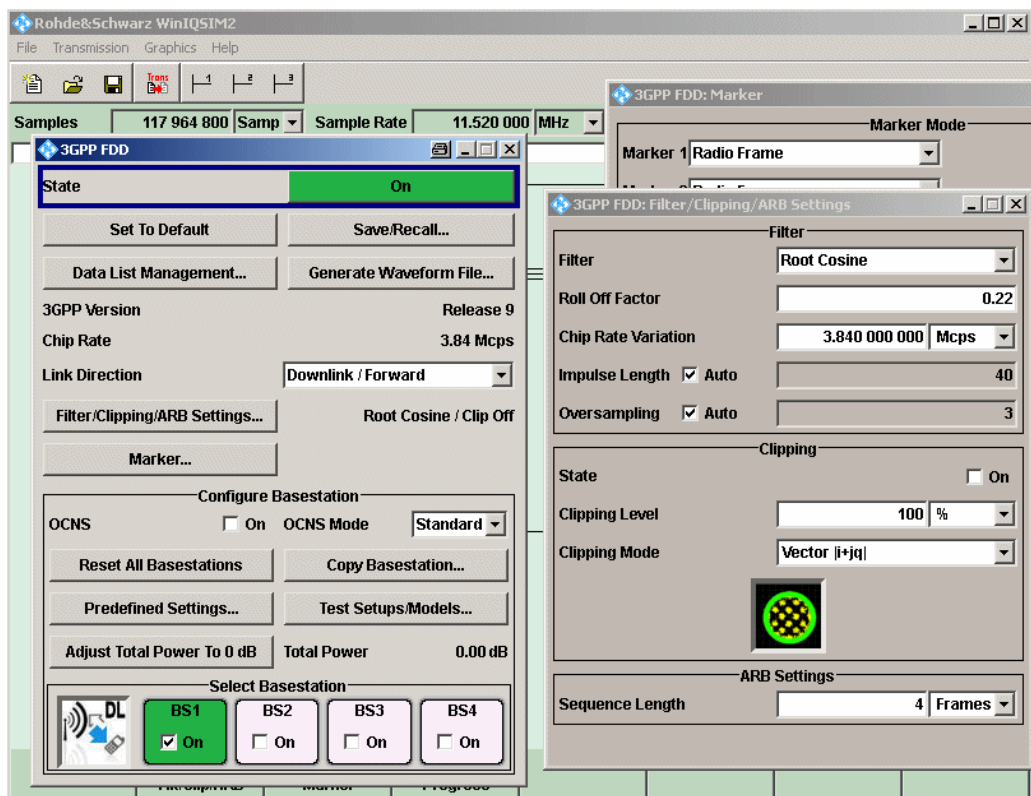 Rohde&Schwarz WinIQSIM2
File Transmission Graphics Help
Trans
1 2 3
Samples 117 964 800 Samp Sample Rate 11.520 000 MHz
3GPP FDD: Marker
Marker Mode
Marker 1 Radio Frame
3GPP FDD
State On
Set To Default Save/Recall...
Data List Management... Generate Waveform File...
3GPP Version Release 9
Chip Rate 3.84 Mcps
Link Direction Downlink / Forward
Filter/Clipping/ARB Settings... Root Cosine / Clip Off
Marker...
Configure Basestation
OCNS On OCNS Mode Standard
Reset All Basestations Copy Basestation...
Predefined Settings... Test Setups/Models...
Adjust Total Power To 0 dB Total Power 0.00 dB
Select Basestation
DL BS1 BS2 BS3 BS4
On On On On
3GPP FDD: Filter/Clipping/ARB Settings
Filter
Filter Root Cosine
Roll Off Factor 0.22
Chip Rate Variation 3.840 000 000 Mcps
Impulse Length Auto 40
Oversampling Auto 3
Clipping
State On
Clipping Level 100 %
Clipping Mode Vector |i+jq|
ARB Settings
Sequence Length 4 Frames